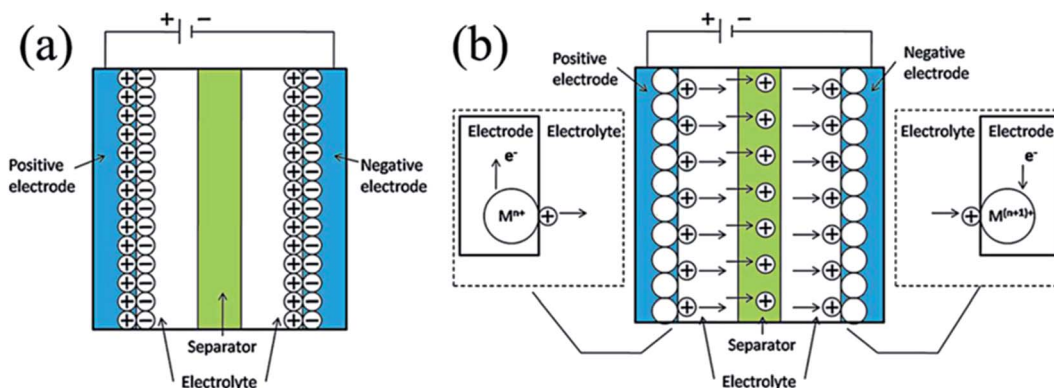 (a)
+ −
Positive
electrode
Negative
electrode
Separator
Electrolyte
(b)
+ −
Positive
electrode
Negative
electrode
Electrode
Electrolyte
e⁻
Mⁿ⁺
+
Electrolyte
Electrode
e⁻
M⁽ⁿ⁺¹⁾⁺
+
Separator
Electrolyte